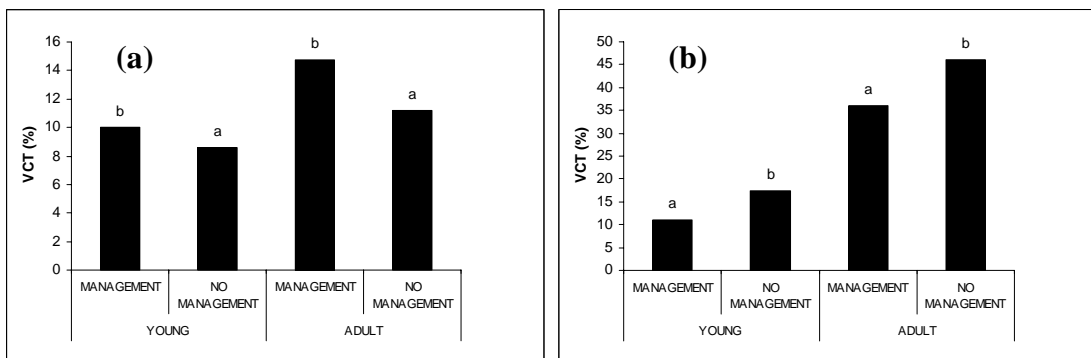 (a)
VCT (%)
16
14
12
10
8
6
4
2
0
b
a
b
a
MANAGEMENT
NO
MANAGEMENT
MANAGEMENT
NO
MANAGEMENT
YOUNG
ADULT
(b)
VCT (%)
50
45
40
35
30
25
20
15
10
5
0
a
b
a
b
MANAGEMENT
NO
MANAGEMENT
MANAGEMENT
NO
MANAGEMENT
YOUNG
ADULT